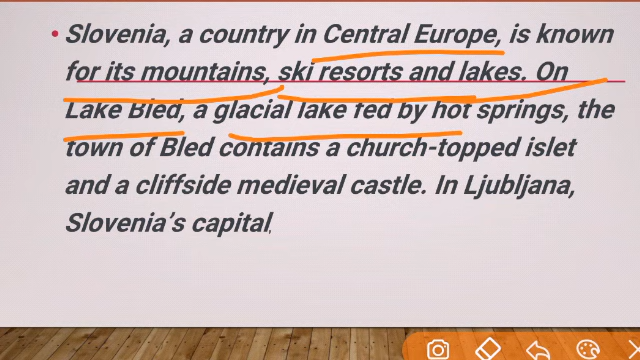 • Slovenia, a country in Central Europe, is known
for its mountains, ski resorts and lakes. On
Lake Bled, a glacial lake fed by hot springs, the
town of Bled contains a church-topped islet
and a cliffside medieval castle. In Ljubljana,
Slovenia’s capital,